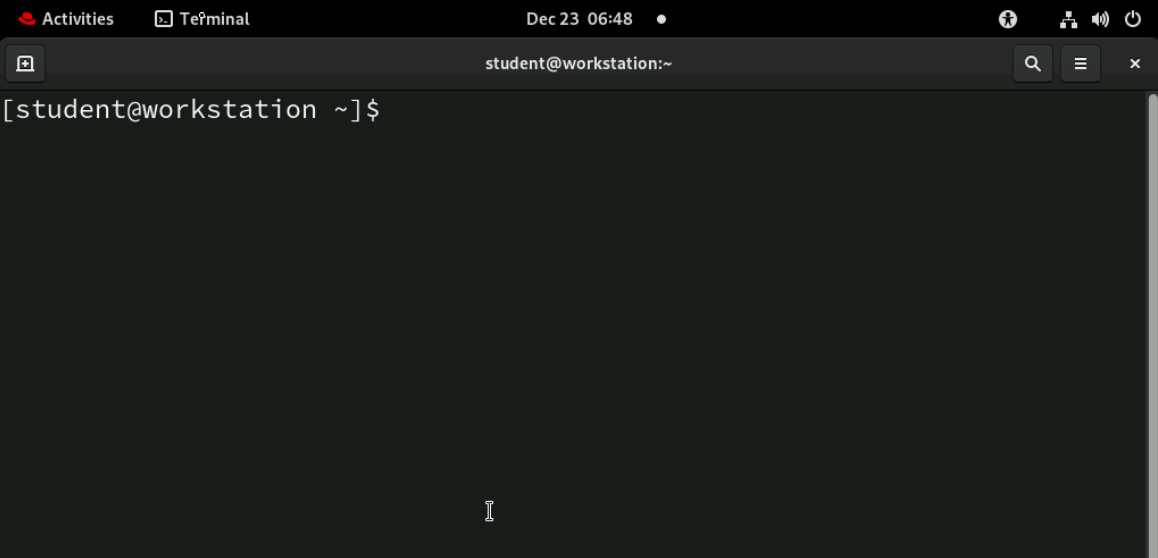 Activities Terminal Dec 23 06:48
student@workstation:~
[student@workstation ~]$